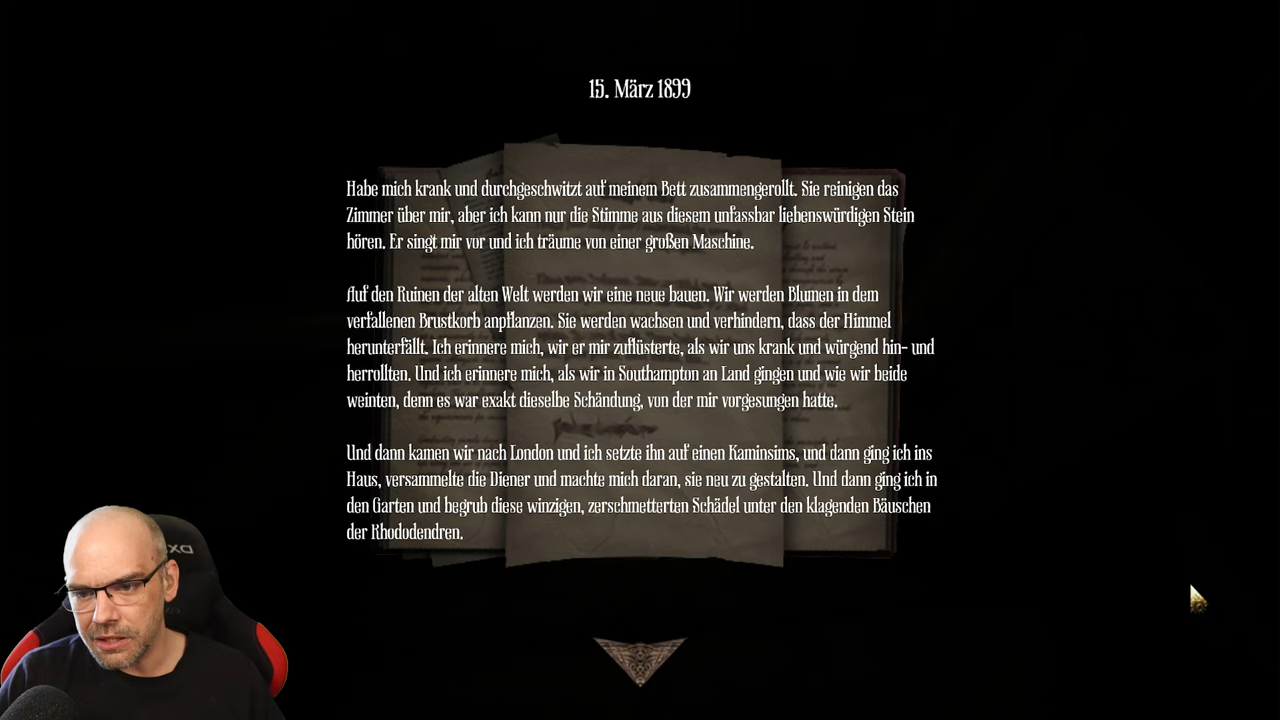 15. März 1899
Habe mich krank und durchgeschwitzt auf meinem Bett zusammengerollt. Sie reinigen das
Zimmer über mir, aber ich kann nur die Stimme aus diesem unfassbar liebenswürdigen Stein
hören. Er singt mir vor und ich träume von einer großen Maschine.
Auf den Ruinen der alten Welt werden wir eine neue bauen. Wir werden Blumen in dem
verfallenen Brustkorb anpflanzen. Sie werden wachsen und verhindern, dass der Himmel
herunterfällt. Ich erinnere mich, wir er mir zuflüsterte, als wir uns krank und würgend hin- und
herrollten. Und ich erinnere mich, als wir in Southampton an Land gingen und wie wir beide
weinten, denn es war exakt dieselbe Schändung, von der mir vorgesungen hatte.
Und dann kamen wir nach London und ich setzte ihn auf einen Kaminsims, und dann ging ich ins
Haus, versammelte die Diener und machte mich daran, sie neu zu gestalten. Und dann ging ich in
den Garten und begrub diese winzigen, zerschmetterten Schädel unter den klagenden Bäuschen
der Rhododendren.